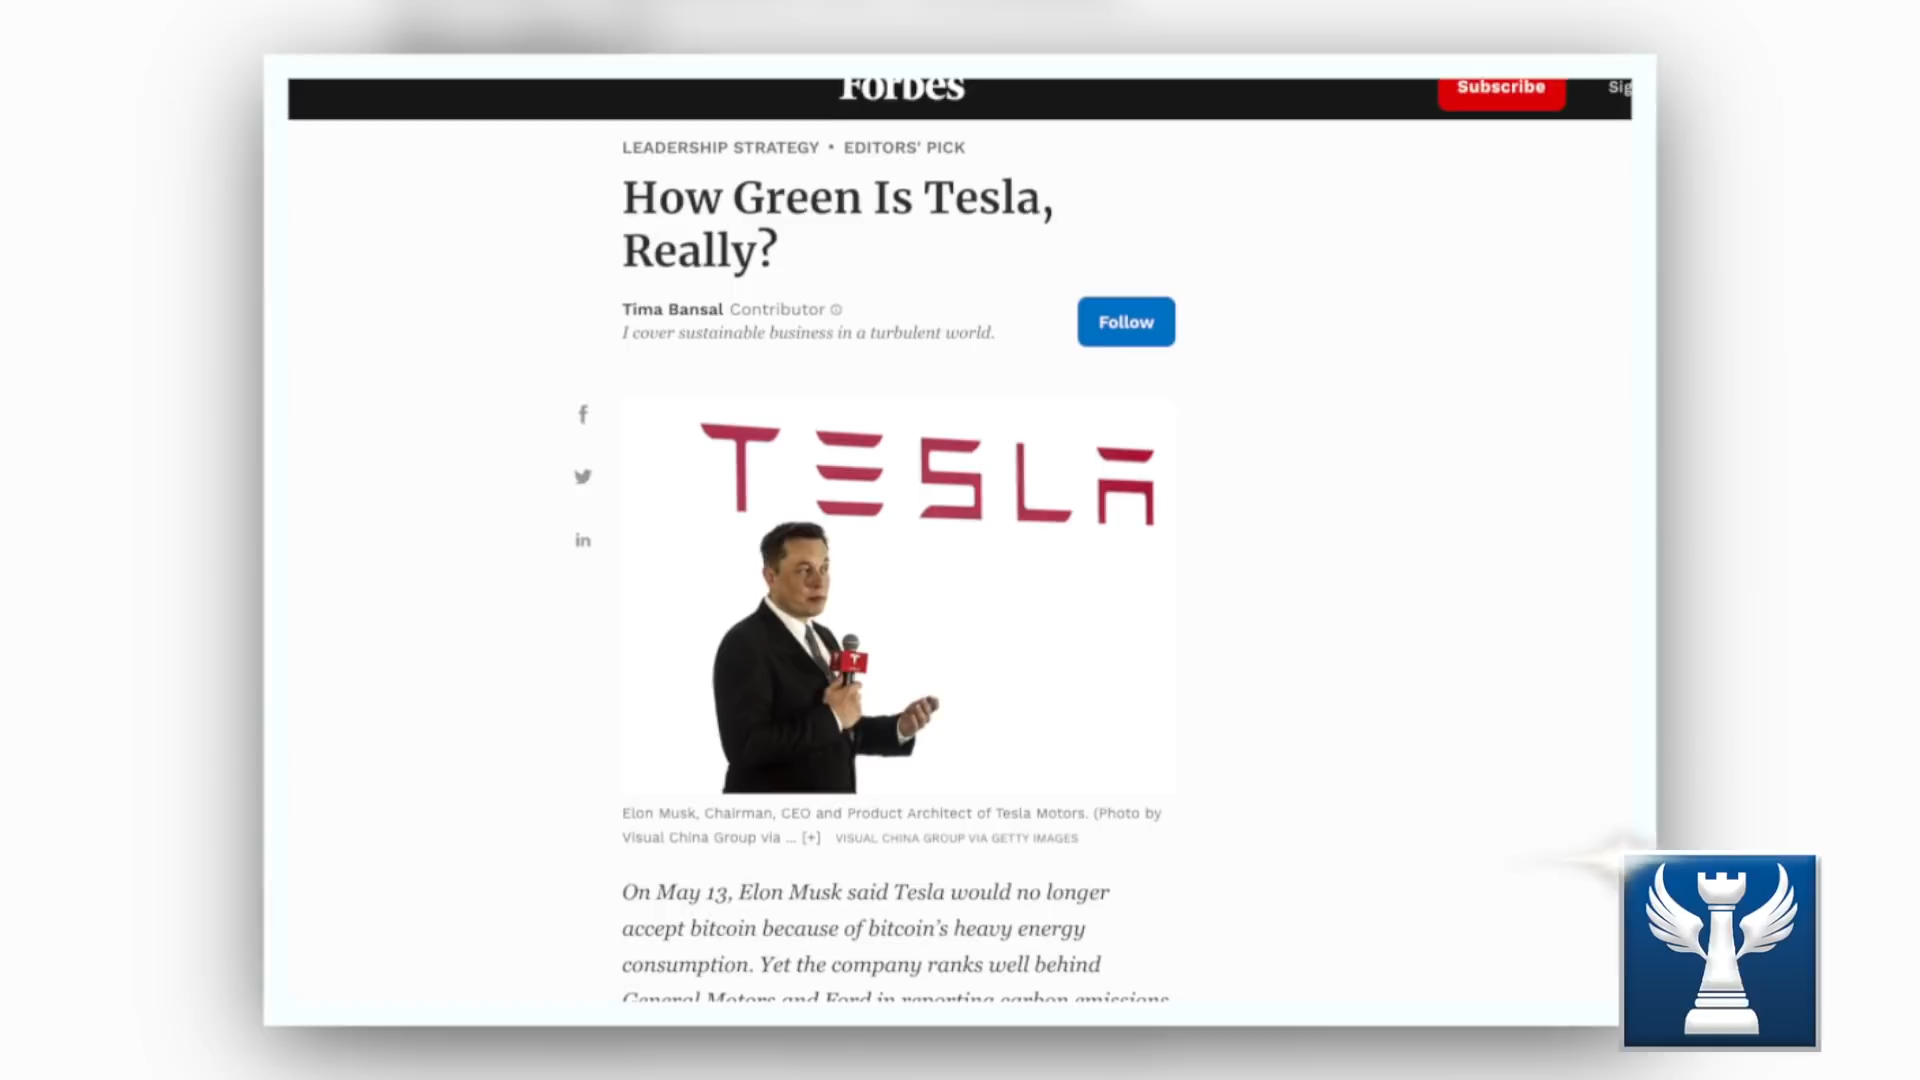 Forbes
Subscribe
Sig
LEADERSHIP STRATEGY • EDITORS' PICK
How Green Is Tesla,
Really?
Tima Bansal Contributor
Follow
I cover sustainable business in a turbulent world.
f
in
TESLA
Elon Musk, Chairman, CEO and Product Architect of Tesla Motors. (Photo by
Visual China Group via ... [+] VISUAL CHINA GROUP VIA GETTY IMAGES
On May 13, Elon Musk said Tesla would no longer
accept bitcoin because of bitcoin's heavy energy
consumption. Yet the company ranks well behind
General Motors and Ford in reporting carbon emissions